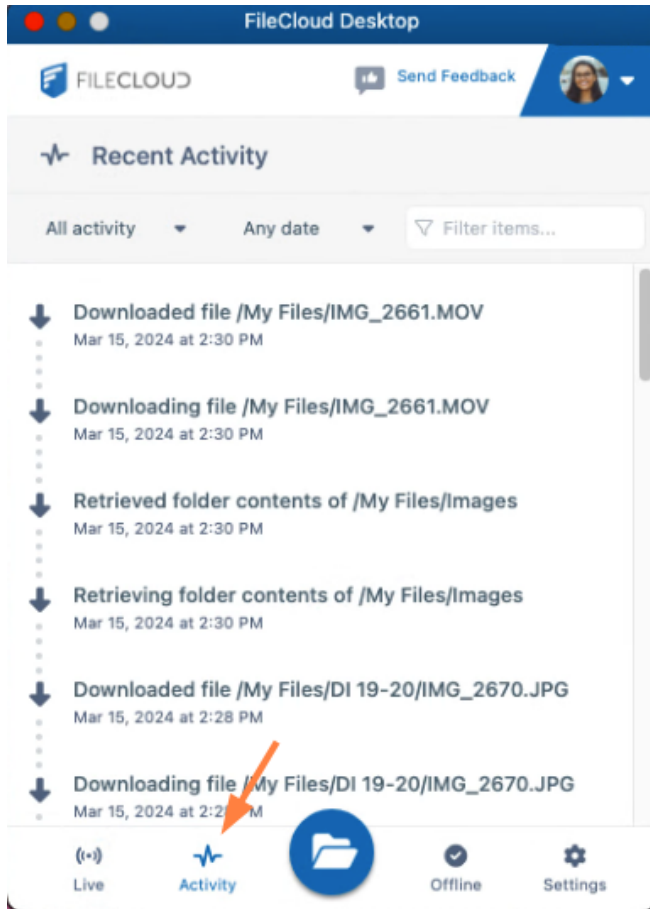 FileCloud Desktop
FILECLOUD
Send Feedback
Recent Activity
All activity
Any date
Filter items...
Downloaded file /My Files/IMG_2661.MOV
Mar 15, 2024 at 2:30 PM
Downloading file /My Files/IMG_2661.MOV
Mar 15, 2024 at 2:30 PM
Retrieved folder contents of /My Files/Images
Mar 15, 2024 at 2:30 PM
Retrieving folder contents of /My Files/Images
Mar 15, 2024 at 2:30 PM
Downloaded file /My Files/DI 19-20/IMG_2670.JPG
Mar 15, 2024 at 2:28 PM
Downloading file /My Files/DI 19-20/IMG_2670.JPG
Mar 15, 2024 at
Live
Activity
Offline
Settings